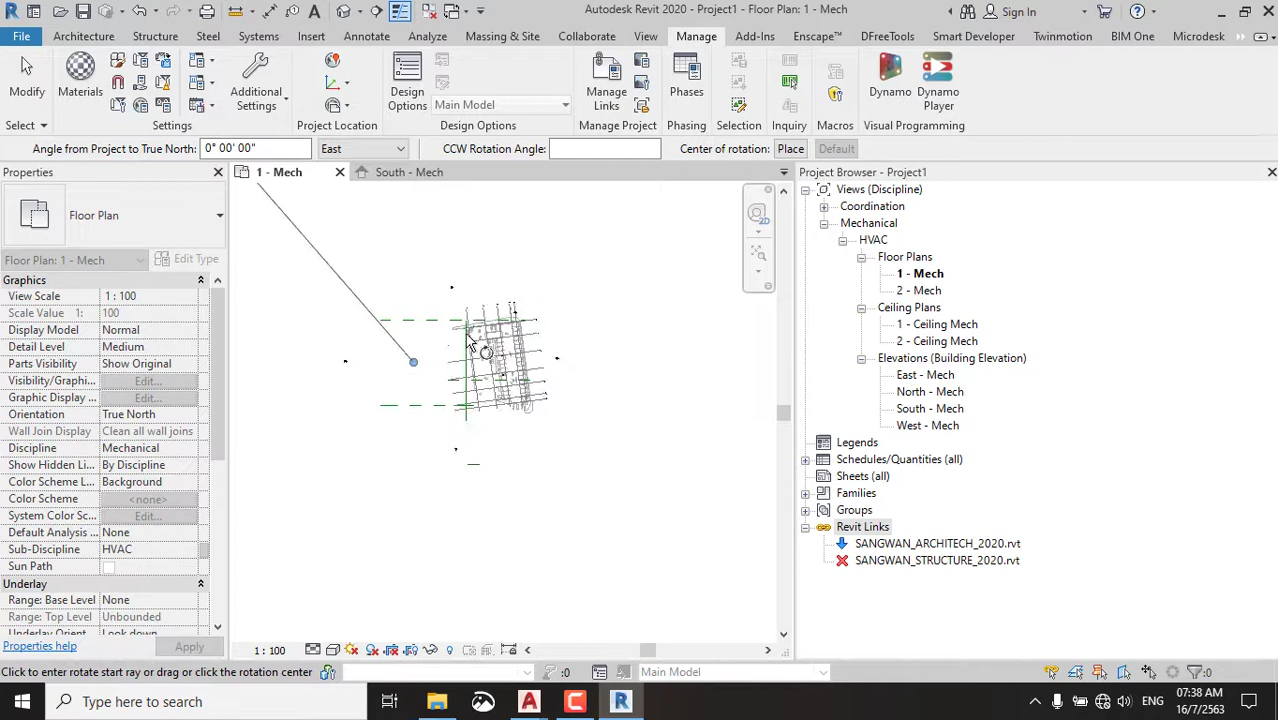 Autodesk Revit 2020 - Project1 - Floor Plan: 1 - Mech
Sign In
File Architecture Structure Steel Systems Insert Annotate Analyze Massing & Site Collaborate View Manage Add-Ins Enscape™ DFreeTools Smart Developer Twinmotion BIM One Microdesk
Modify
Materials
Additional
Settings
Design
Options
Main Model
Manage
Links
Phases
Dynamo
Dynamo
Player
Select
Settings
Project Location
Design Options
Manage Project
Phasing
Selection
Inquiry
Macros
Visual Programming
Angle from Project to True North: 0° 00' 00" East CCW Rotation Angle: Center of rotation: Place Default
Properties
1 - Mech
South - Mech
Project Browser - Project1
Floor Plan
Floor Plan: 1 - Mech
Edit Type
Graphics
View Scale 1 : 100
Scale Value 1: 100
Display Model Normal
Detail Level Medium
Parts Visibility Show Original
Visibility/Graphi... Edit...
Graphic Display ... Edit...
Orientation True North
Wall Join Display Clean all wall joins
Discipline Mechanical
Show Hidden Li... By Discipline
Color Scheme L... Background
Color Scheme <none>
System Color Sc... Edit...
Default Analysis ... None
Sub-Discipline HVAC
Sun Path
Underlay
Range: Base Level None
Range: Top Level Unbounded
Underlay Orient... Look down
Properties help
Apply
2D
Views (Discipline)
Coordination
Mechanical
HVAC
Floor Plans
1 - Mech
2 - Mech
Ceiling Plans
1 - Ceiling Mech
2 - Ceiling Mech
Elevations (Building Elevation)
East - Mech
North - Mech
South - Mech
West - Mech
Legends
Schedules/Quantities (all)
Sheets (all)
Families
Groups
Revit Links
SANGWAN_ARCHITECH_2020.rvt
SANGWAN_STRUCTURE_2020.rvt
1 : 100
Click to enter rotate start ray or drag or click the rotation center
:0
Main Model
:0
Type here to search
ENG
07:38 AM
16/7/2563